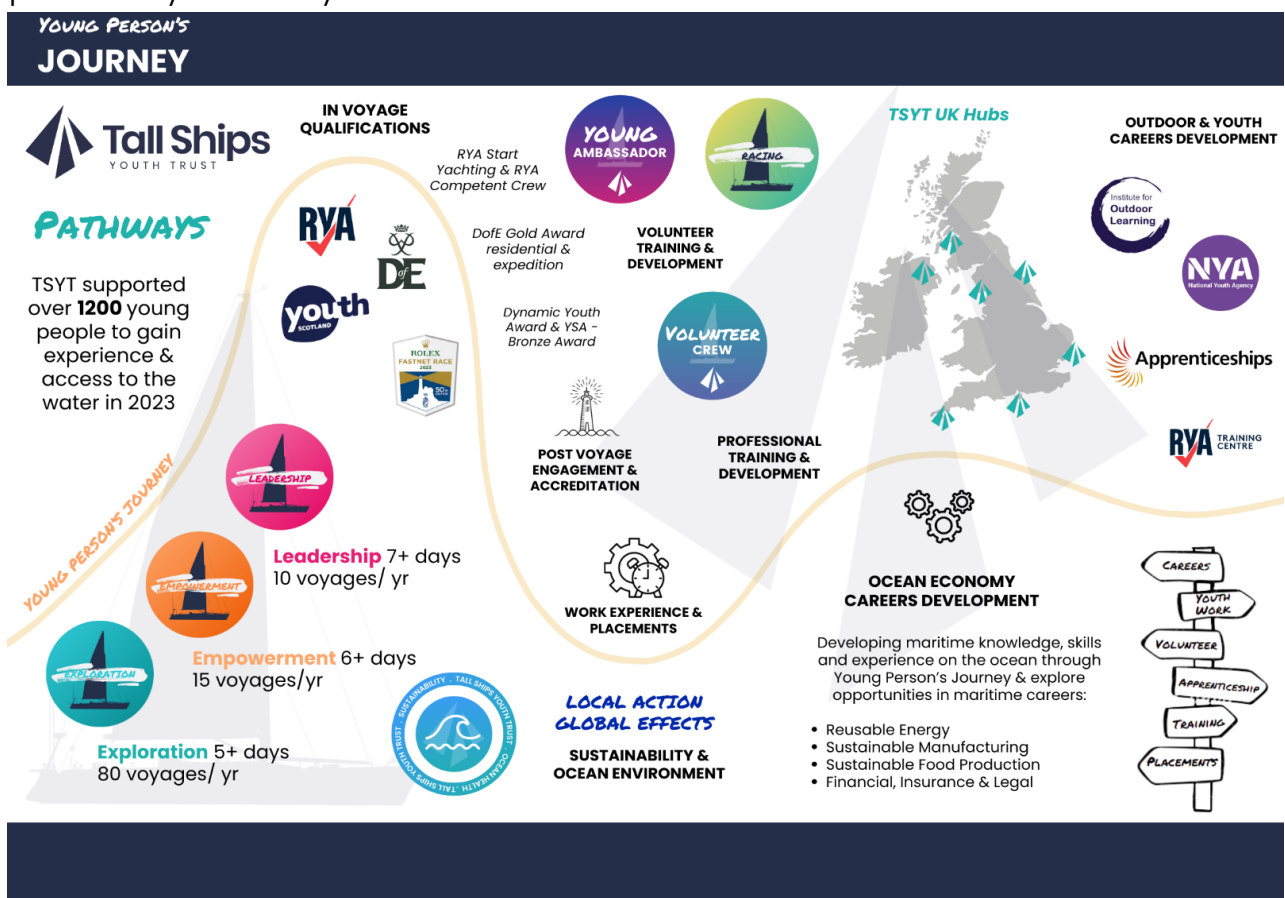 YOUNG PERSON'S
JOURNEY
Tall Ships
YOUTH TRUST
PATHWAYS
TSYT supported
over 1200 young
people to gain
experience &
access to the
water in 2023
YOUNG PERSON'S JOURNEY
LEADERSHIP
Leadership 7+ days
10 voyages/ yr
EMPOWERMENT
Empowerment 6+ days
15 voyages/yr
EXPLORATION
Exploration 5+ days
80 voyages/ yr
IN VOYAGE
QUALIFICATIONS
RYA
DofE
youth
SCOTLAND
ROLEX
FASTNET RACE
2023
RYA Start
Yachting & RYA
Competent Crew
DofE Gold Award
residential &
expedition
Dynamic Youth
Award & YSA -
Bronze Award
POST VOYAGE
ENGAGEMENT &
ACCREDITATION
WORK EXPERIENCE &
PLACEMENTS
SUSTAINABILITY · TALL SHIPS YOUTH TRUST · OCEAN HEALTH · TALL SHIPS YOUTH TRUST ·
LOCAL ACTION
GLOBAL EFFECTS
SUSTAINABILITY &
OCEAN ENVIRONMENT
YOUNG
AMBASSADOR
RACING
VOLUNTEER
TRAINING &
DEVELOPMENT
VOLUNTEER
CREW
PROFESSIONAL
TRAINING &
DEVELOPMENT
TSYT UK Hubs
OCEAN ECONOMY
CAREERS DEVELOPMENT
Developing maritime knowledge, skills
and experience on the ocean through
Young Person's Journey & explore
opportunities in maritime careers:
• Reusable Energy
• Sustainable Manufacturing
• Sustainable Food Production
• Financial, Insurance & Legal
OUTDOOR & YOUTH
CAREERS DEVELOPMENT
Institute for
Outdoor
Learning
NYA
National Youth Agency
Apprenticeships
RYA TRAINING
CENTRE
CAREERS
YOUTH
WORK
VOLUNTEER
APPRENTICESHIP
TRAINING
PLACEMENTS